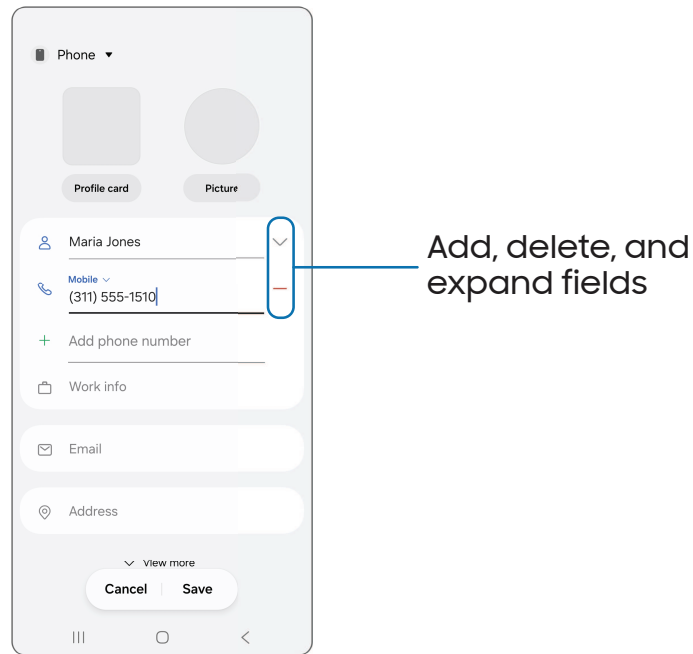 Phone
Profile card
Picture
Maria Jones
Mobile
(311) 555-1510
Add phone number
Work info
Email
Address
View more
Cancel
Save
Add, delete, and
expand fields